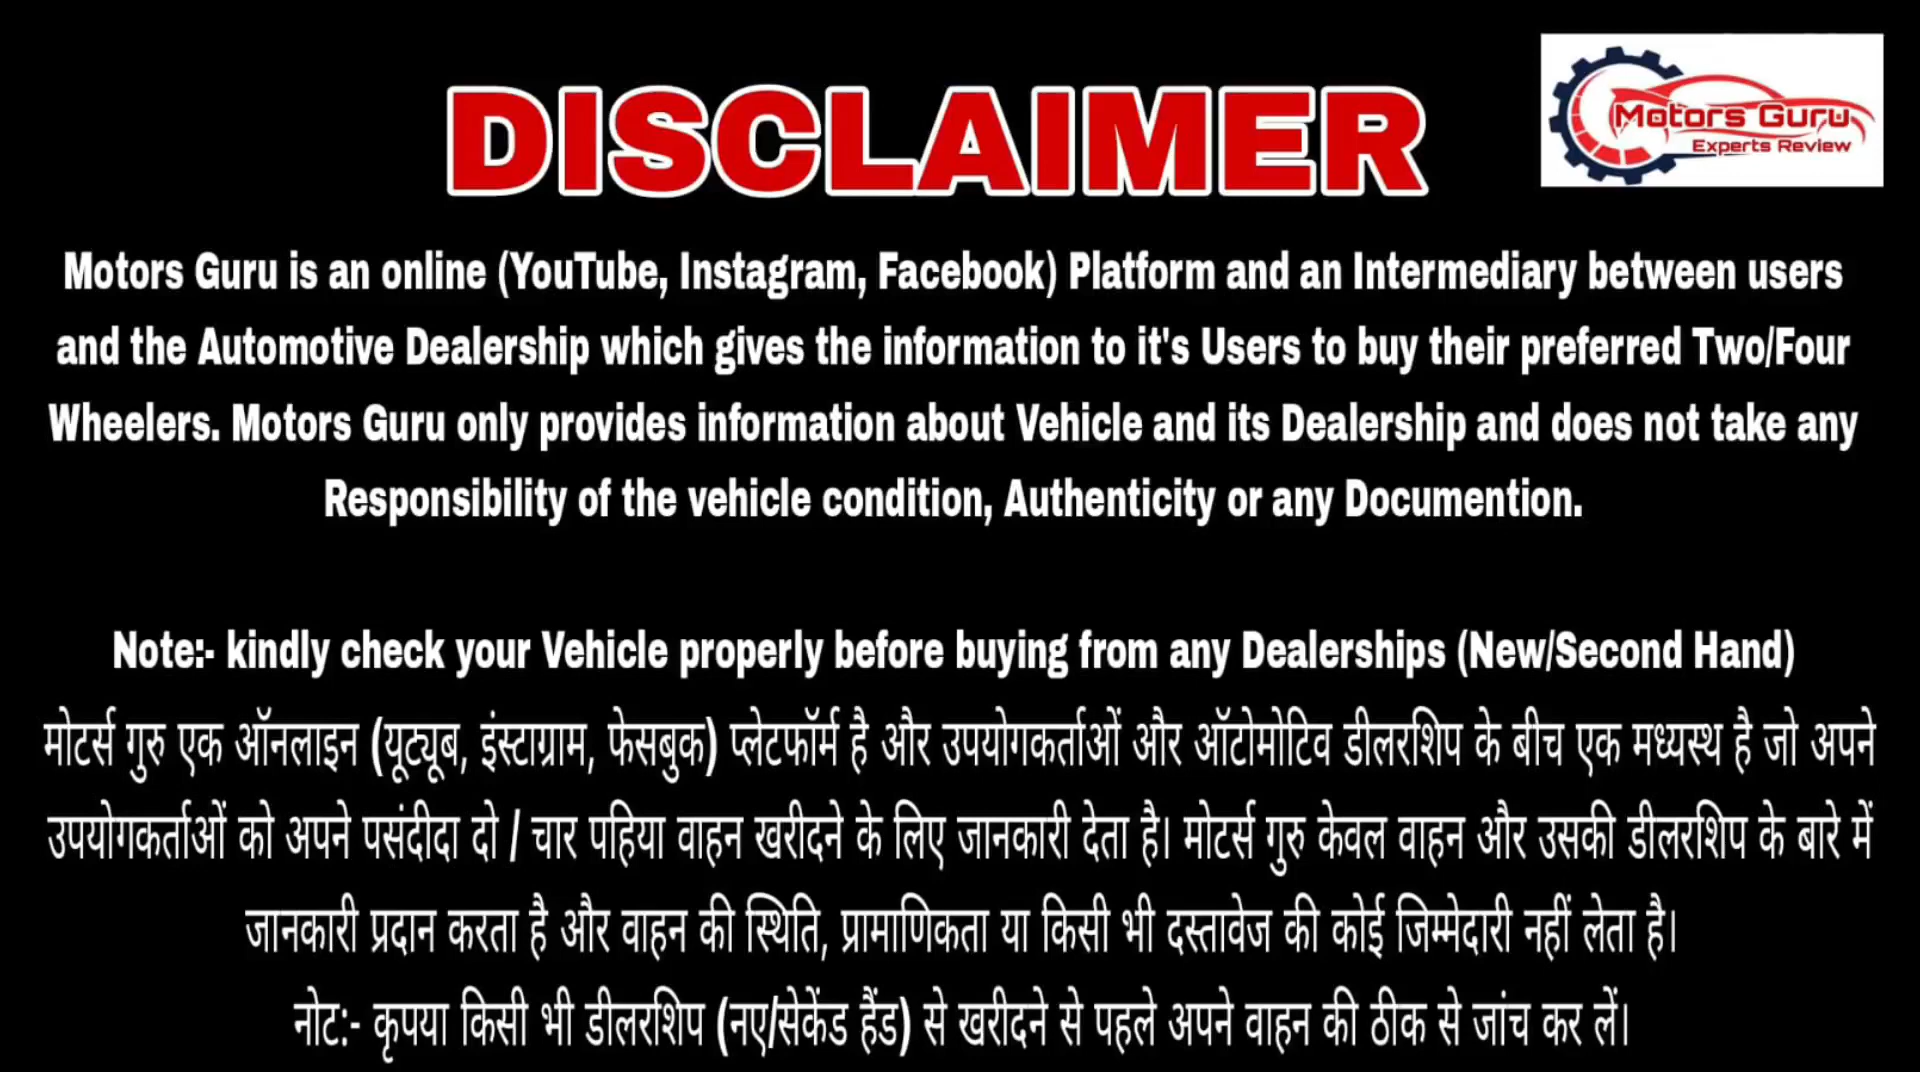 DISCLAIMER
Motors Guru
Experts Review
Motors Guru is an online (YouTube, Instagram, Facebook) Platform and an Intermediary between users
and the Automotive Dealership which gives the information to it's Users to buy their preferred Two/Four
Wheelers. Motors Guru only provides information about Vehicle and its Dealership and does not take any
Responsibility of the vehicle condition, Authenticity or any Documention.
Note:- kindly check your Vehicle properly before buying from any Dealerships (New/Second Hand)
मोटर्स गुरु एक ऑनलाइन (यूट्यूब, इंस्टाग्राम, फेसबुक) प्लेटफॉर्म है और उपयोगकर्ताओं और ऑटोमोटिव डीलरशिप के बीच एक मध्यस्थ है जो अपने
उपयोगकर्ताओं को अपने पसंदीदा दो / चार पहिया वाहन खरीदने के लिए जानकारी देता है। मोटर्स गुरु केवल वाहन और उसकी डीलरशिप के बारे में
जानकारी प्रदान करता है और वाहन की स्थिति, प्रामाणिकता या किसी भी दस्तावेज की कोई जिम्मेदारी नहीं लेता है।
नोट:- कृपया किसी भी डीलरशिप (नए/सेकेंड हैंड) से खरीदने से पहले अपने वाहन की ठीक से जांच कर लें।